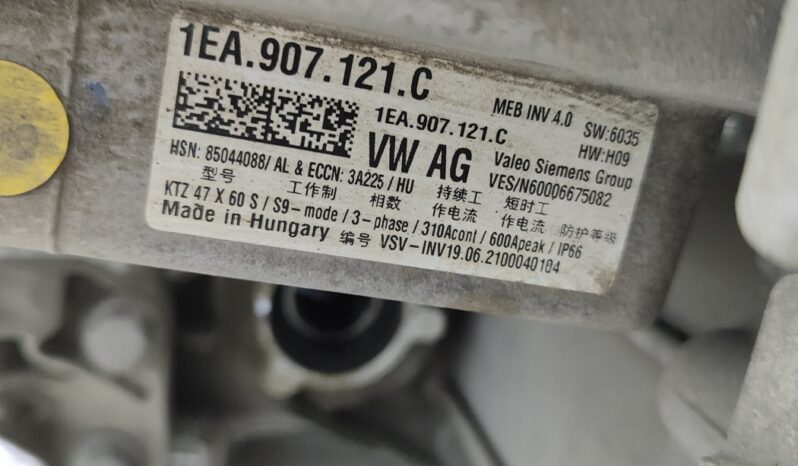 1EA.907.121.C
MEB INV 4.0 SW:6035
1EA.907.121.C HW:H09
VW AG Valeo Siemens Group
HSN: 85044088/ AL & ECCN: 3A225 / HU VES/N60006675082
型号 工作制 相数 持续工作电流 短时工作电流 防护等级
KTZ 47 X 60 S / S9-mode / 3-phase / 310Acont / 600Apeak / IP66
Made in Hungary 编号 VSV-INV19.06.2100040104